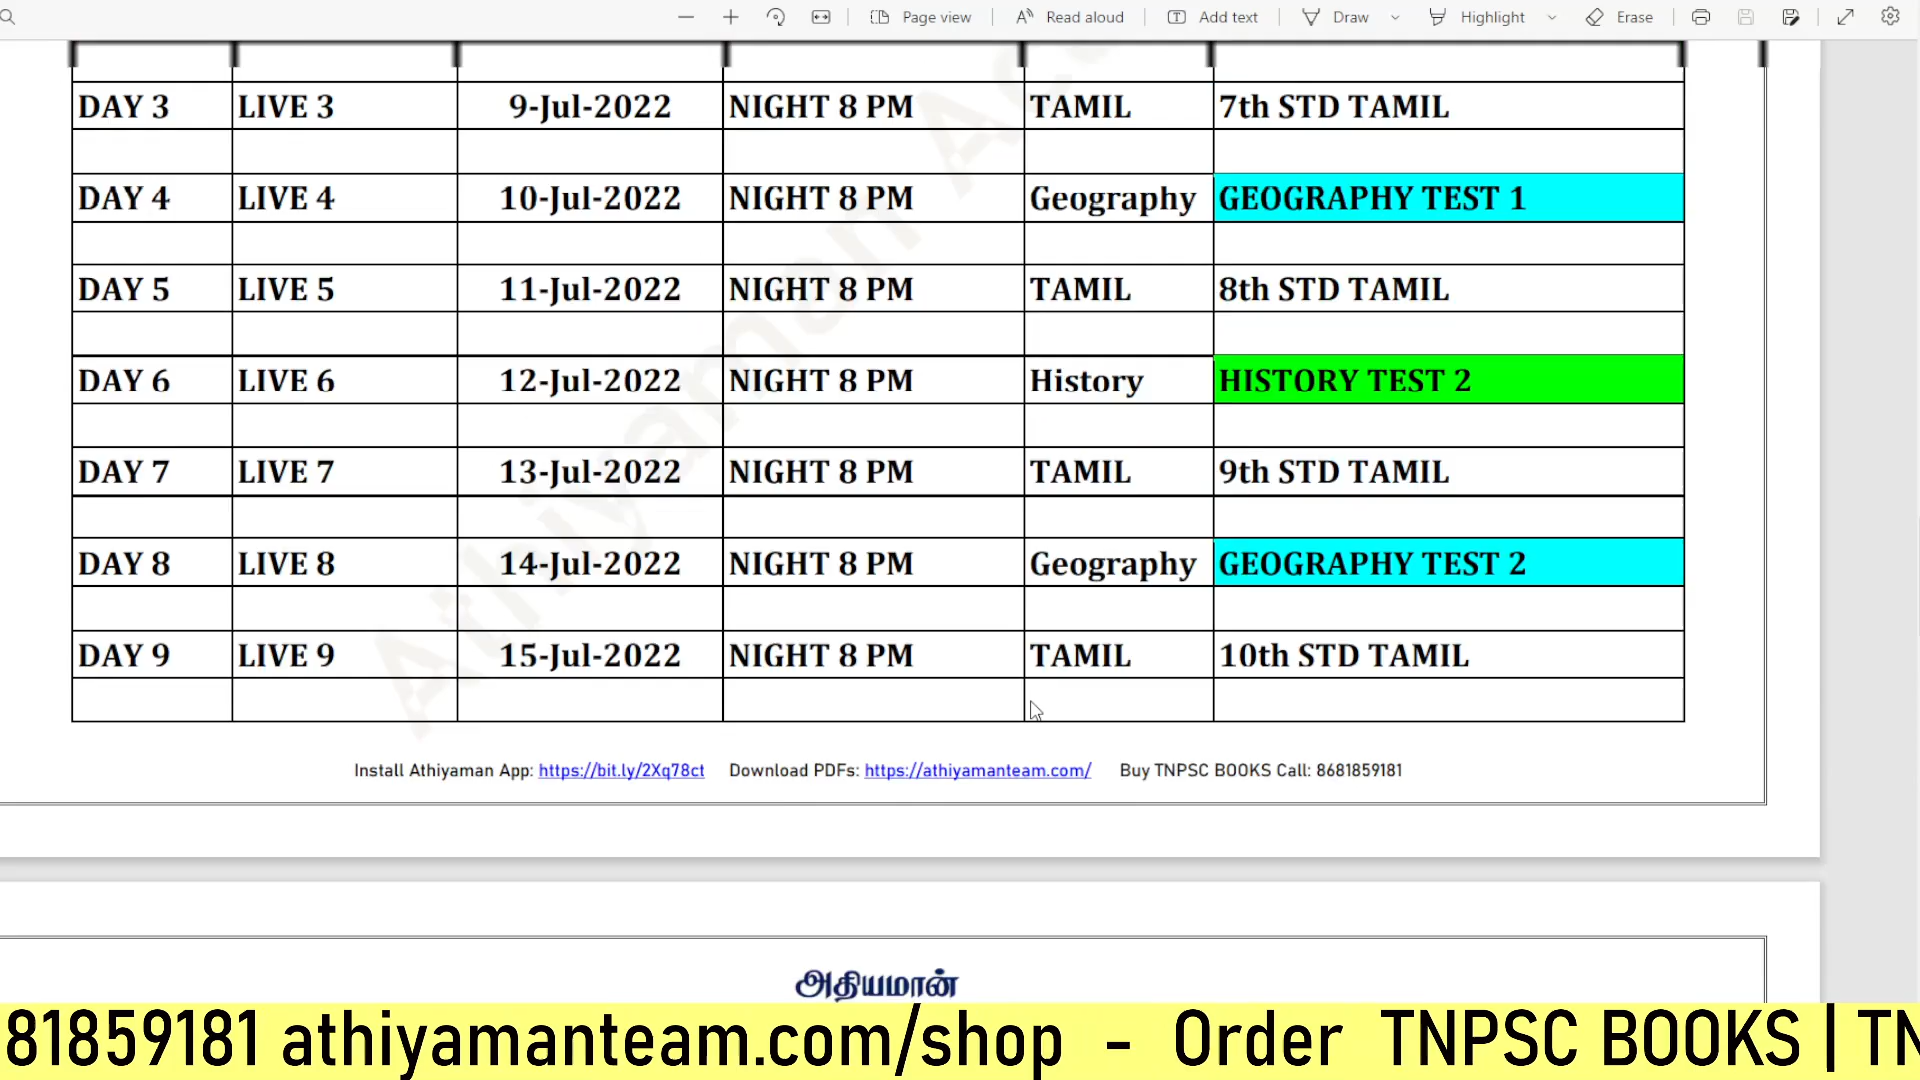 Page view Read aloud Add text Draw Highlight Erase
DAY 3 LIVE 3 9-Jul-2022 NIGHT 8 PM TAMIL 7th STD TAMIL
DAY 4 LIVE 4 10-Jul-2022 NIGHT 8 PM Geography GEOGRAPHY TEST 1
DAY 5 LIVE 5 11-Jul-2022 NIGHT 8 PM TAMIL 8th STD TAMIL
DAY 6 LIVE 6 12-Jul-2022 NIGHT 8 PM History HISTORY TEST 2
DAY 7 LIVE 7 13-Jul-2022 NIGHT 8 PM TAMIL 9th STD TAMIL
DAY 8 LIVE 8 14-Jul-2022 NIGHT 8 PM Geography GEOGRAPHY TEST 2
DAY 9 LIVE 9 15-Jul-2022 NIGHT 8 PM TAMIL 10th STD TAMIL
Athiyaman
Install Athiyaman App: https://bit.ly/2Xq78ct Download PDFs: https://athiyamanteam.com/ Buy TNPSC BOOKS Call: 8681859181
அதியமான்
81859181 athiyamanteam.com/shop - Order TNPSC BOOKS | TN